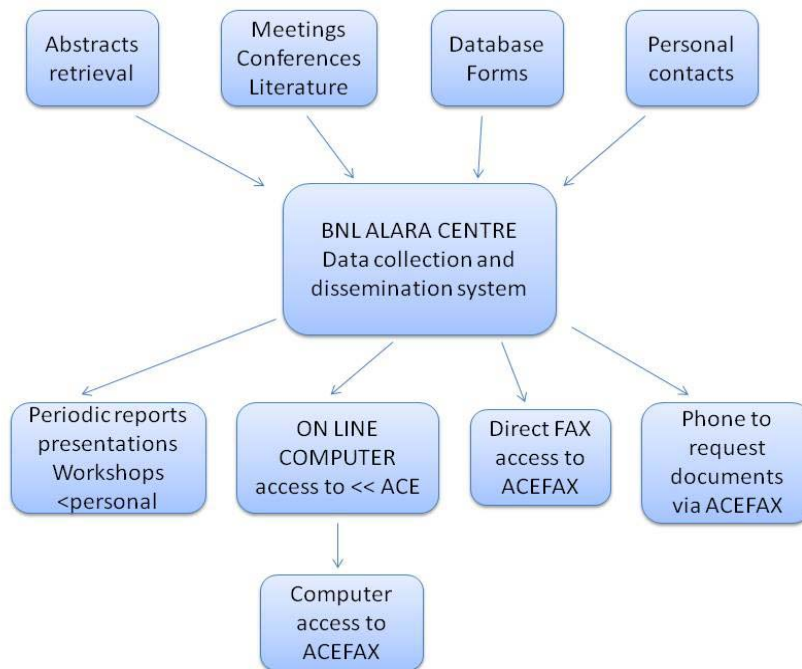 Abstracts
retrieval
Meetings
Conferences
Literature
Database
Forms
Personal
contacts
BNL ALARA CENTRE
Data collection and
dissemination system
Periodic reports
presentations
Workshops
<personal
ON LINE
COMPUTER
access to << ACE
Direct FAX
access to
ACEFAX
Phone to
request
documents
via ACEFAX
Computer
access to
ACEFAX